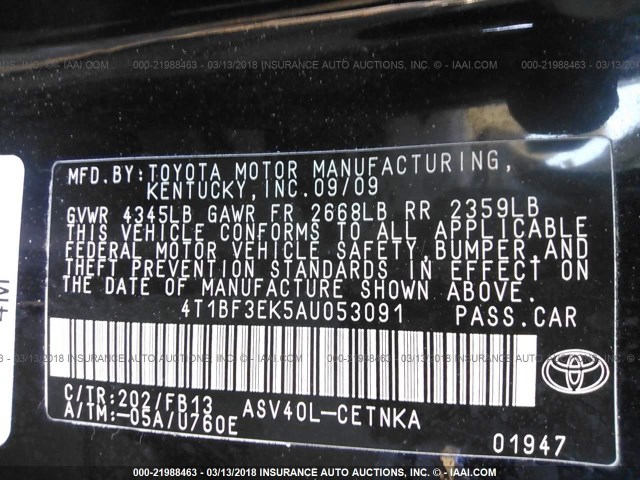 000-21988463 - 03/13/2018 INSURANCE AUTO AUCTIONS, INC. © - IAAI.COM
MFD.BY:TOYOTA MOTOR MANUFACTURING,
KENTUCKY,INC.09/09
GVWR 4345LB GAWR FR 2668LB RR 2359LB
THIS VEHICLE CONFORMS TO ALL APPLICABLE
FEDERAL MOTOR VEHICLE SAFETY,BUMPER,AND
THEFT PREVENTION STANDARDS IN EFFECT ON
THE DATE OF MANUFACTURE SHOWN ABOVE.
4T1BF3EK5AU053091 PASS.CAR
C/TR:202/FB13 ASV40L-CETNKA
A/TM:-05A/U760E
01947
000-21988463 - 03/13/2018 INSURANCE AUTO AUCTIONS, INC. © - IAAI.COM